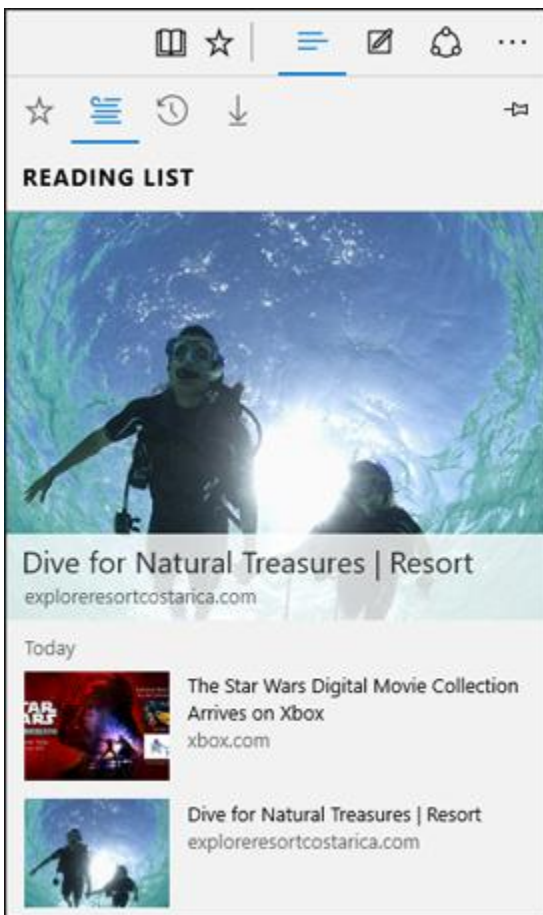 READING LIST
Dive for Natural Treasures | Resort
exploreresortcostarica.com
Today
The Star Wars Digital Movie Collection
Arrives on Xbox
xbox.com
Dive for Natural Treasures | Resort
exploreresortcostarica.com